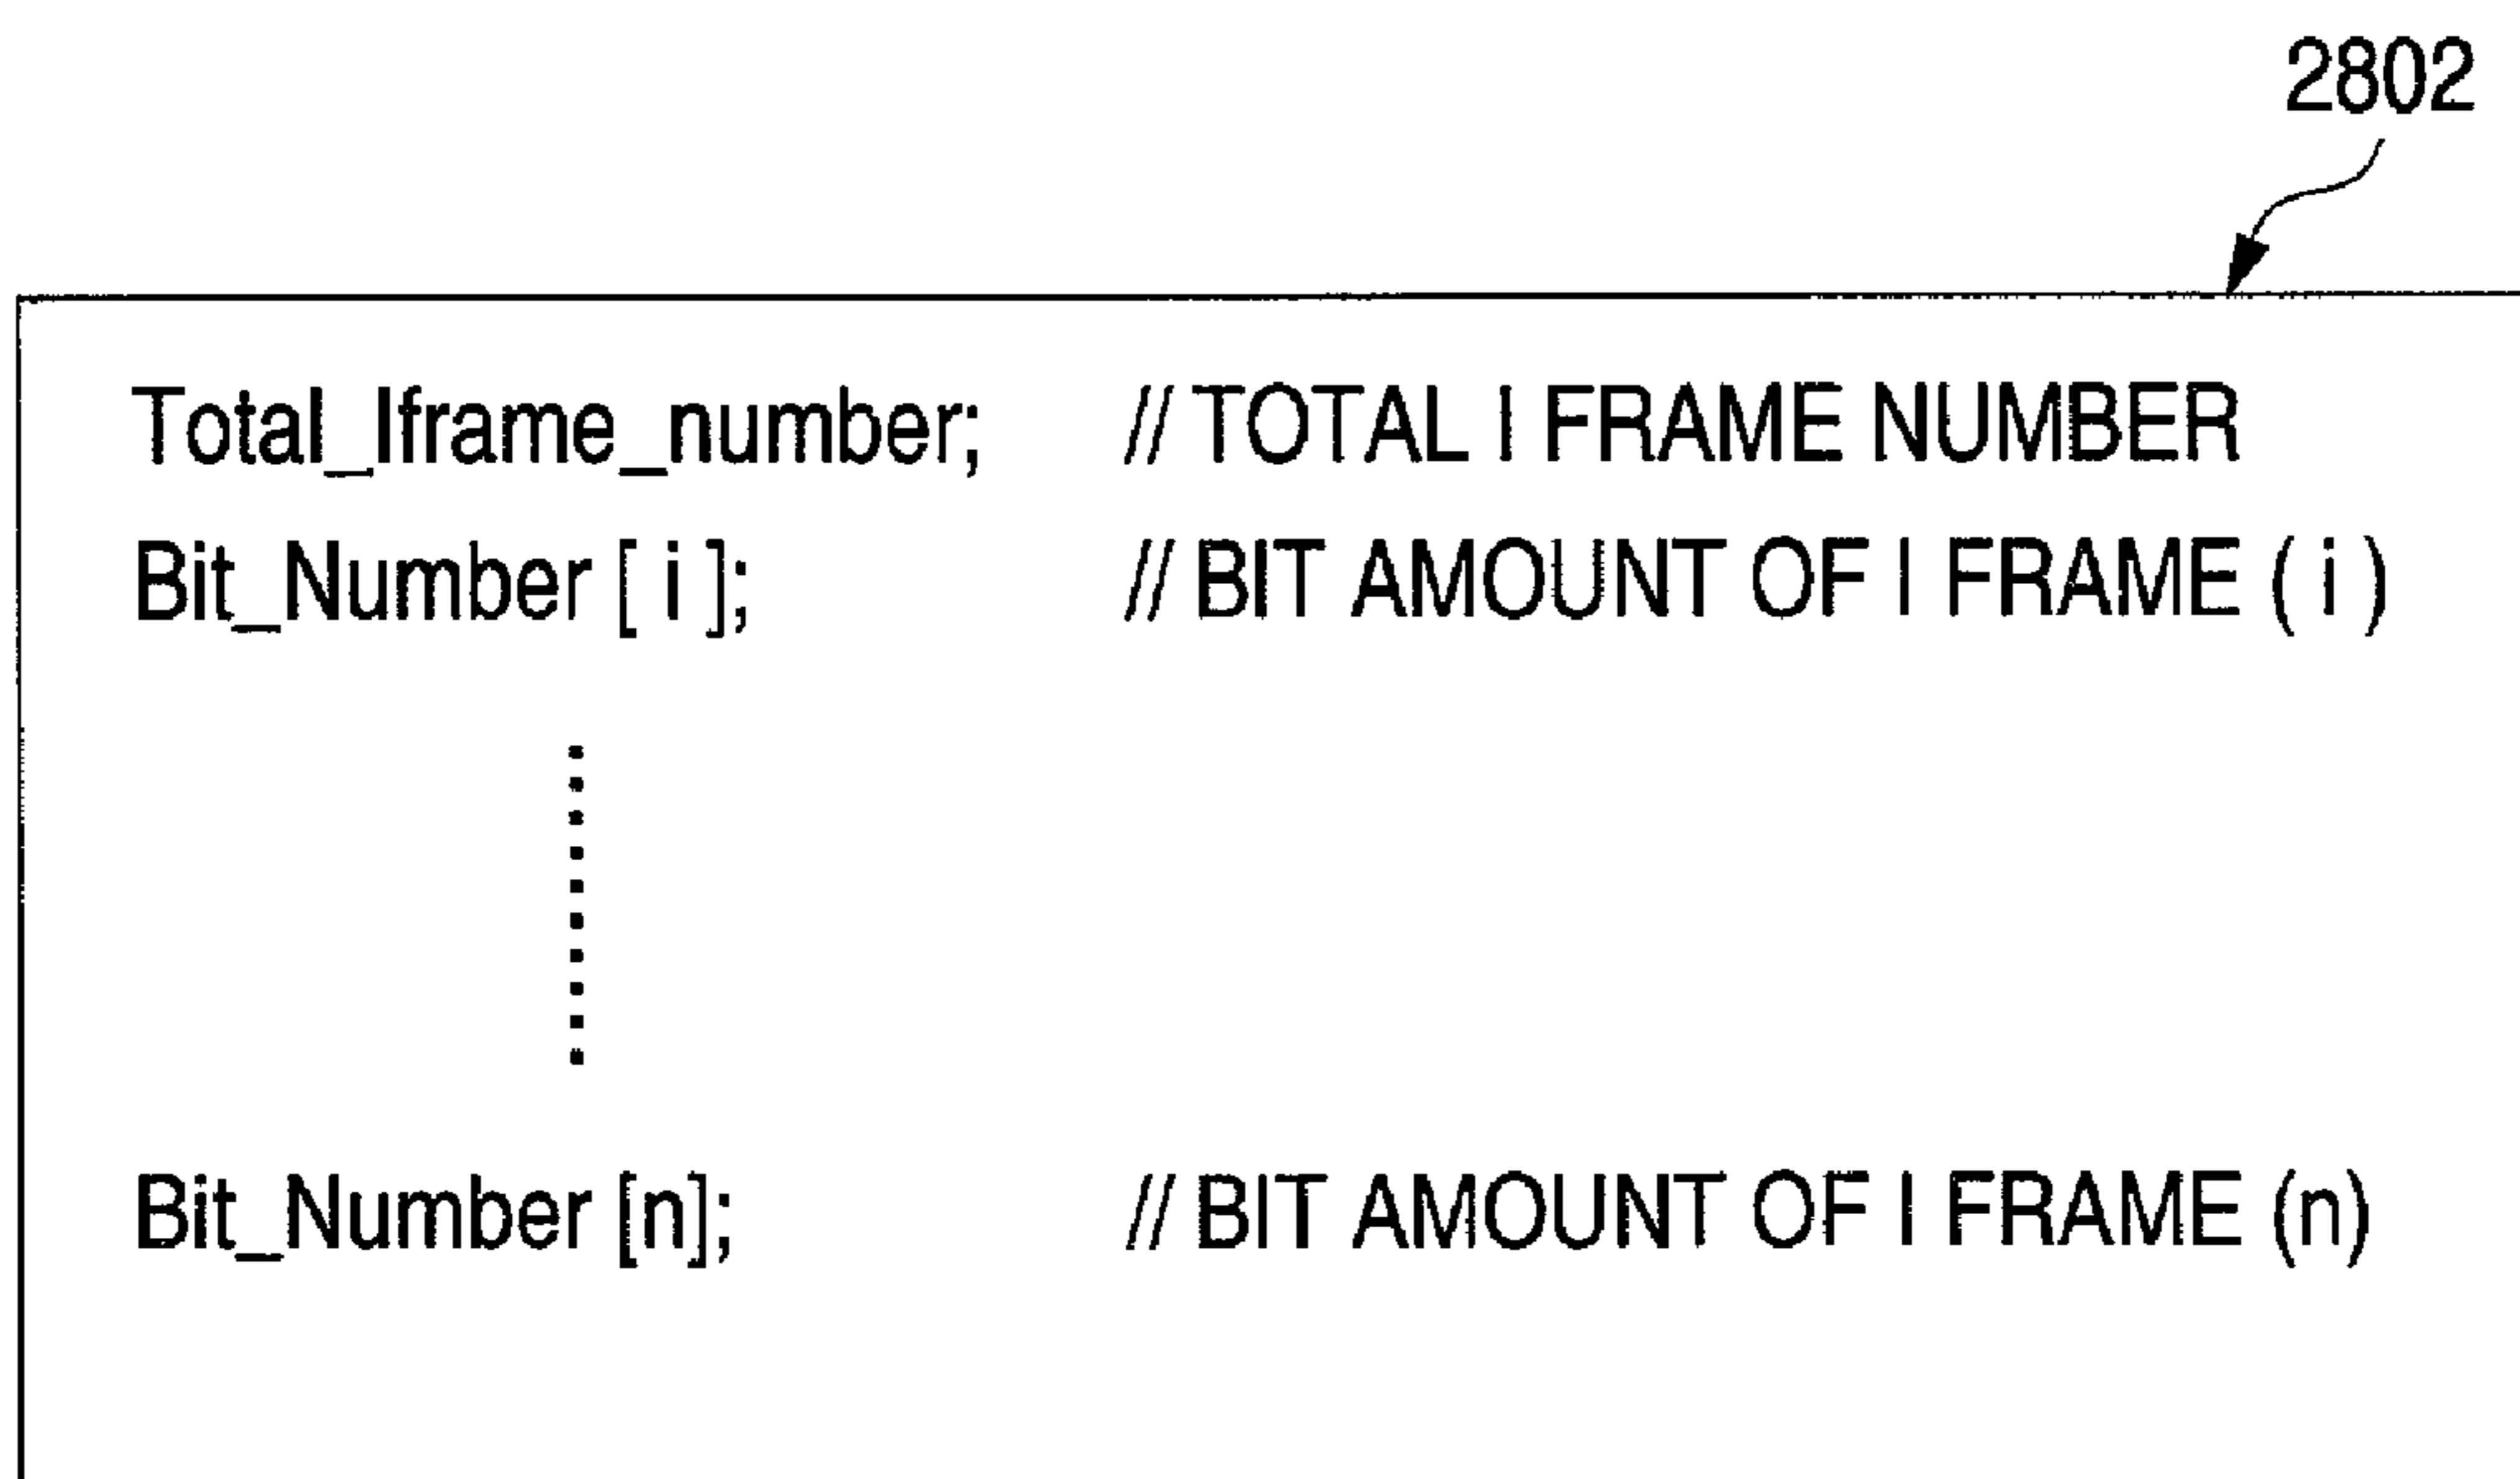 2802
Total_Iframe_number; // TOTAL I FRAME NUMBER
Bit_Number [ i ]; // BIT AMOUNT OF I FRAME ( i )
Bit_Number [n]; // BIT AMOUNT OF I FRAME (n)